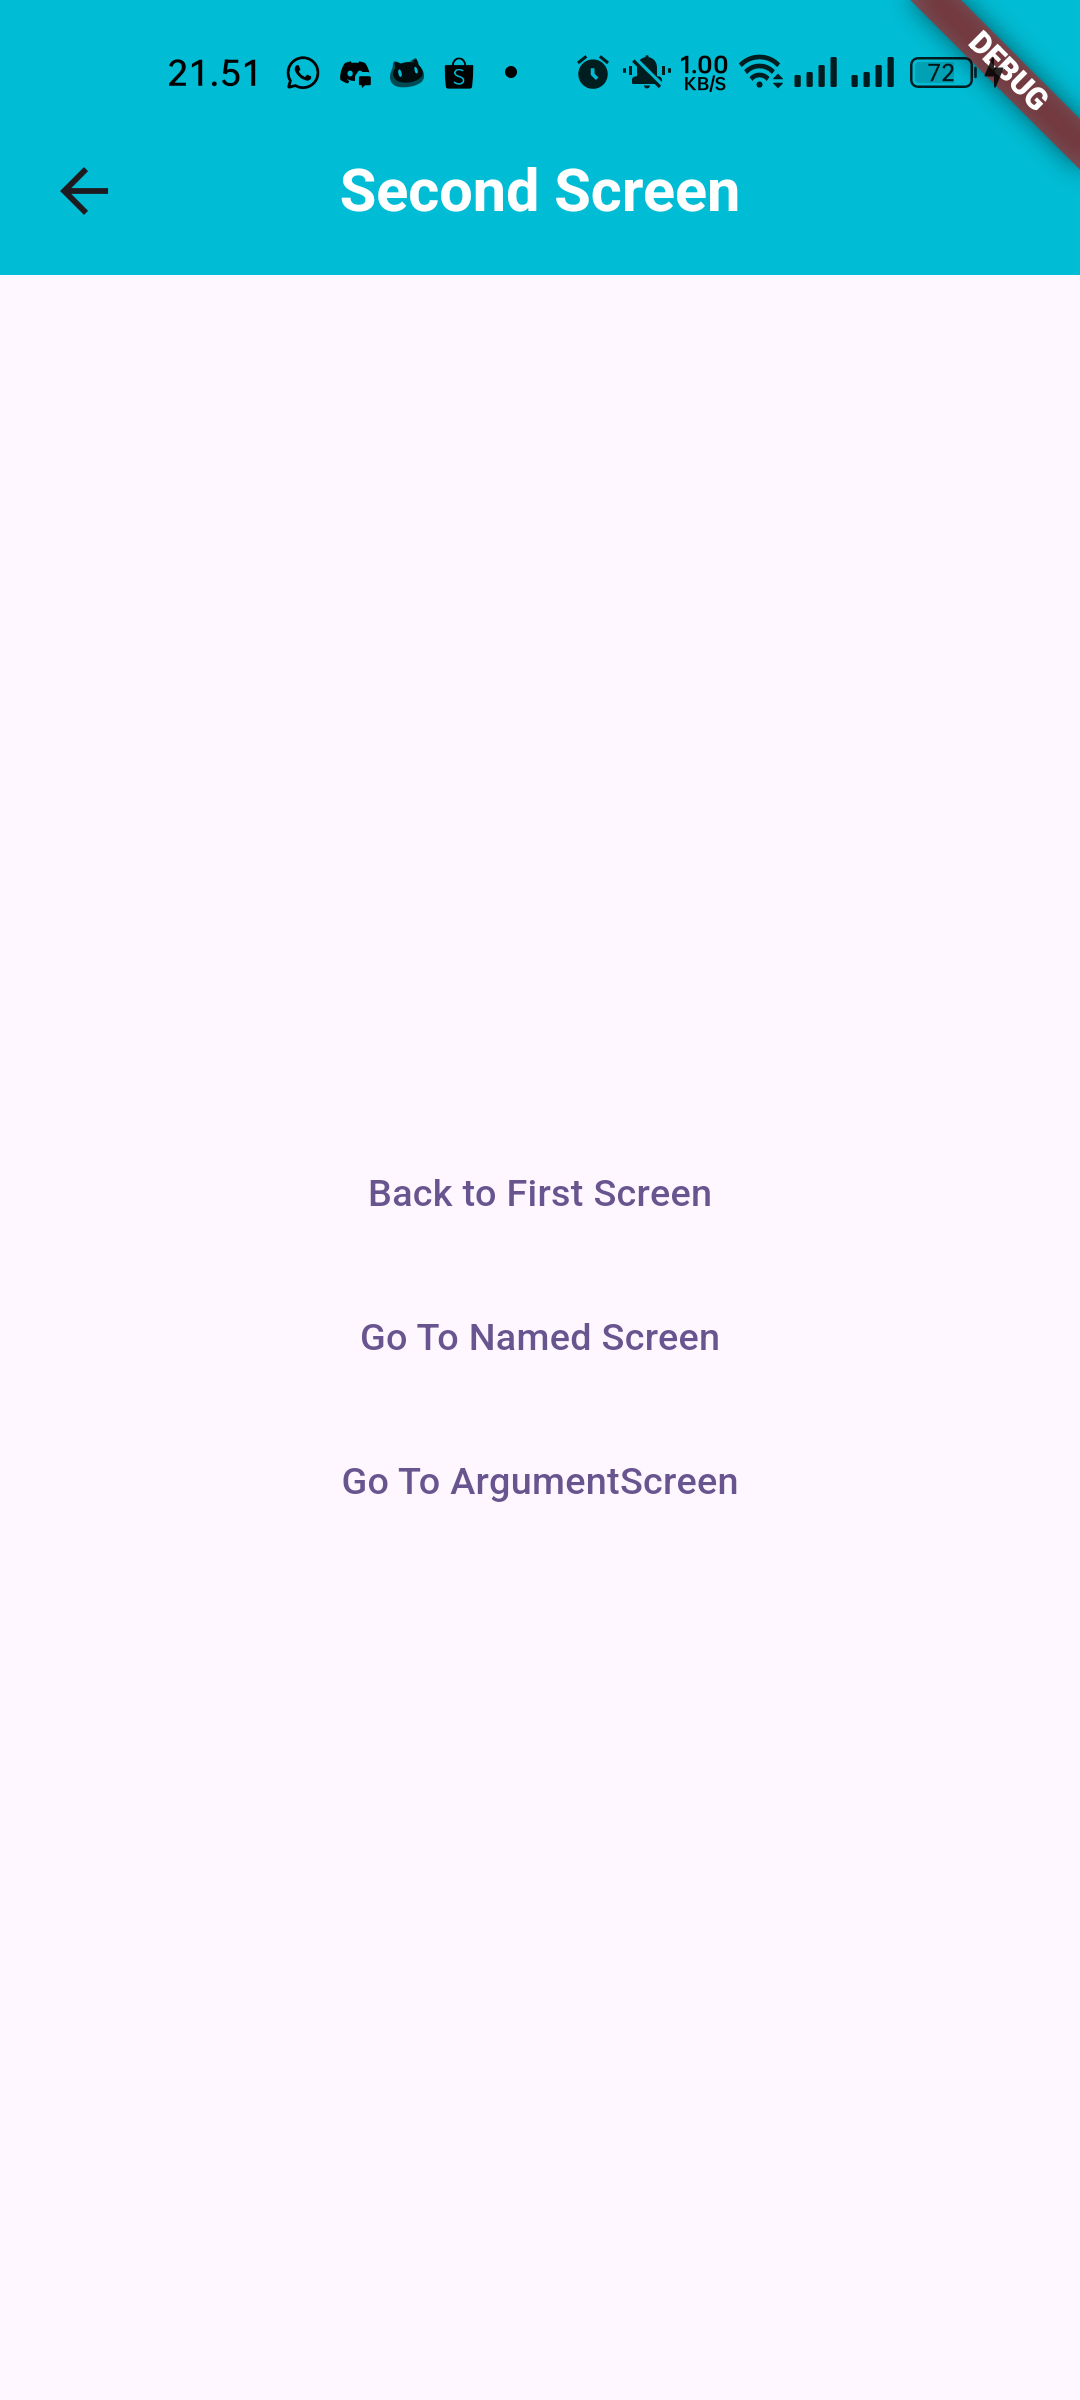 21.51 1.00 KB/S 72 DEBUG
Second Screen
Back to First Screen
Go To Named Screen
Go To ArgumentScreen